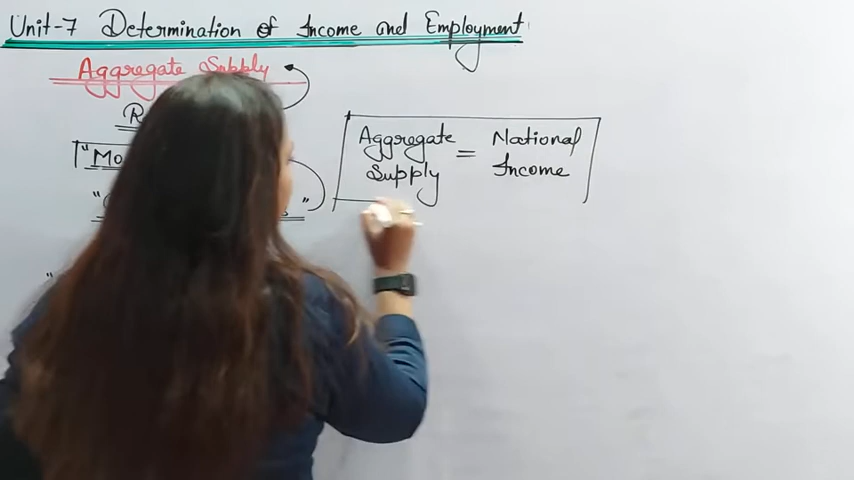 Unit-7 Determination of Income and Employment
Aggregate Supply
Aggregate Supply = National Income